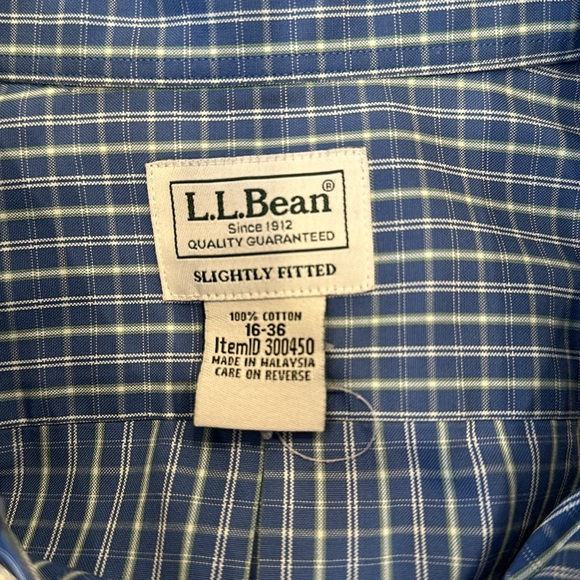 L.L.Bean®
Since 1912
QUALITY GUARANTEED
SLIGHTLY FITTED
100% COTTON
16-36
ItemID 300450
MADE IN MALAYSIA
CARE ON REVERSE